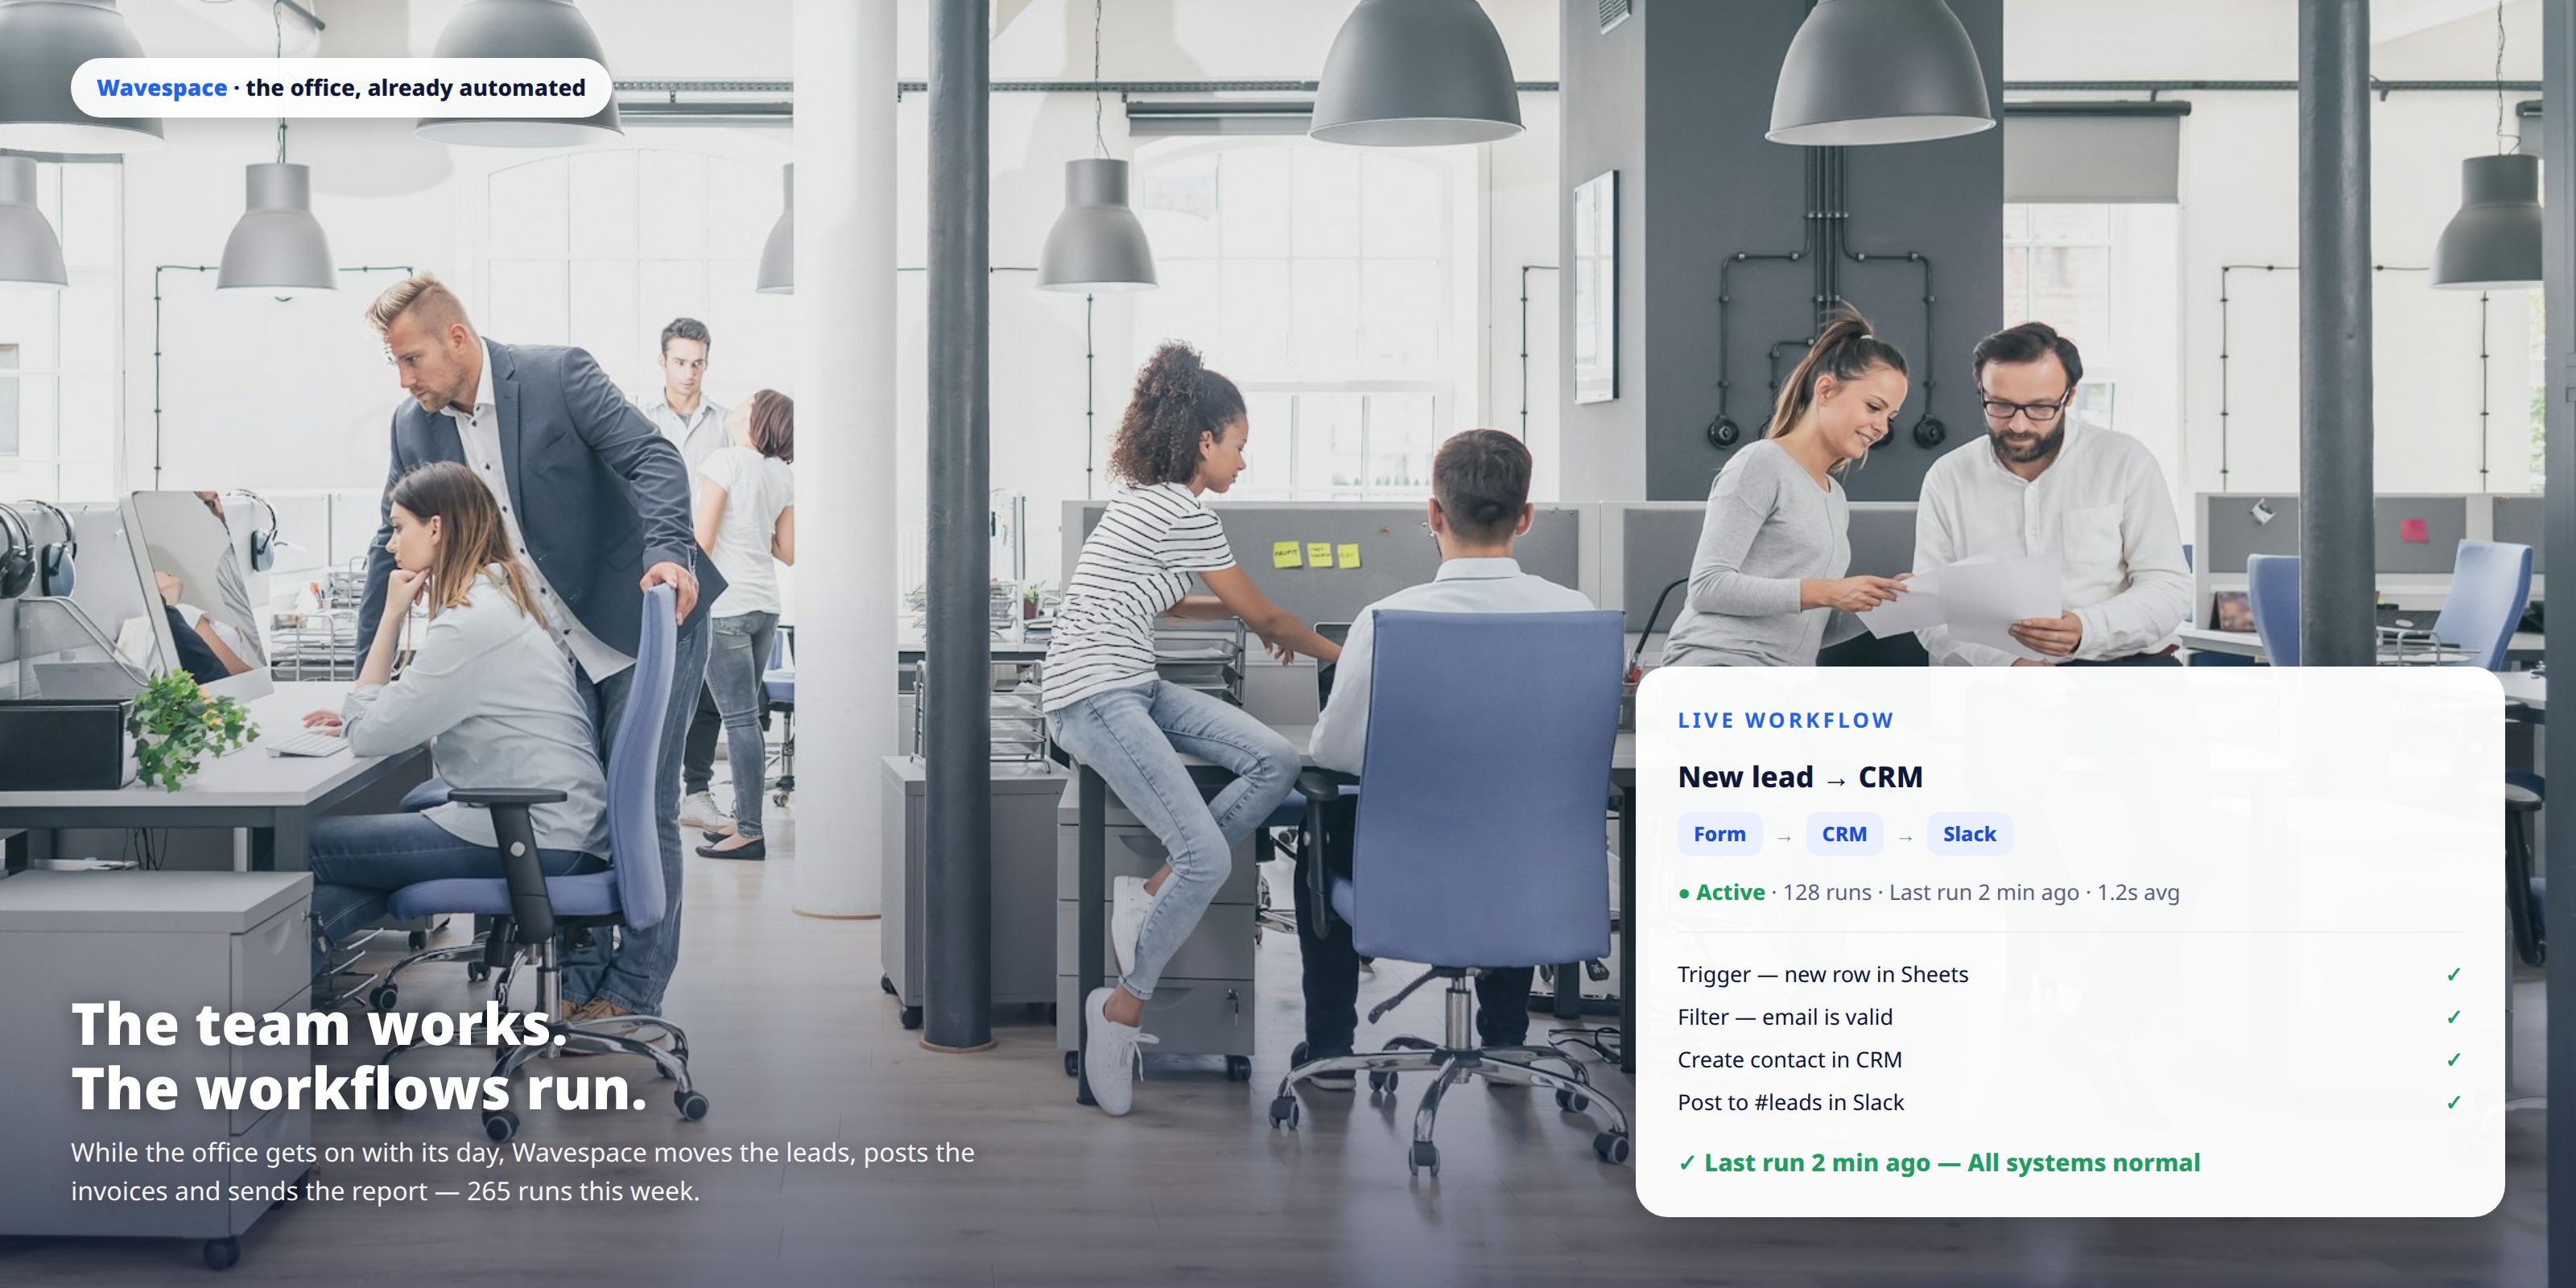 Wavespace · the office, already automated
LIVE WORKFLOW
New lead → CRM
Form → CRM → Slack
● Active · 128 runs · Last run 2 min ago · 1.2s avg
Trigger — new row in Sheets ✓
Filter — email is valid ✓
Create contact in CRM ✓
Post to #leads in Slack ✓
✓ Last run 2 min ago — All systems normal
The team works.
The workflows run.
While the office gets on with its day, Wavespace moves the leads, posts the
invoices and sends the report — 265 runs this week.